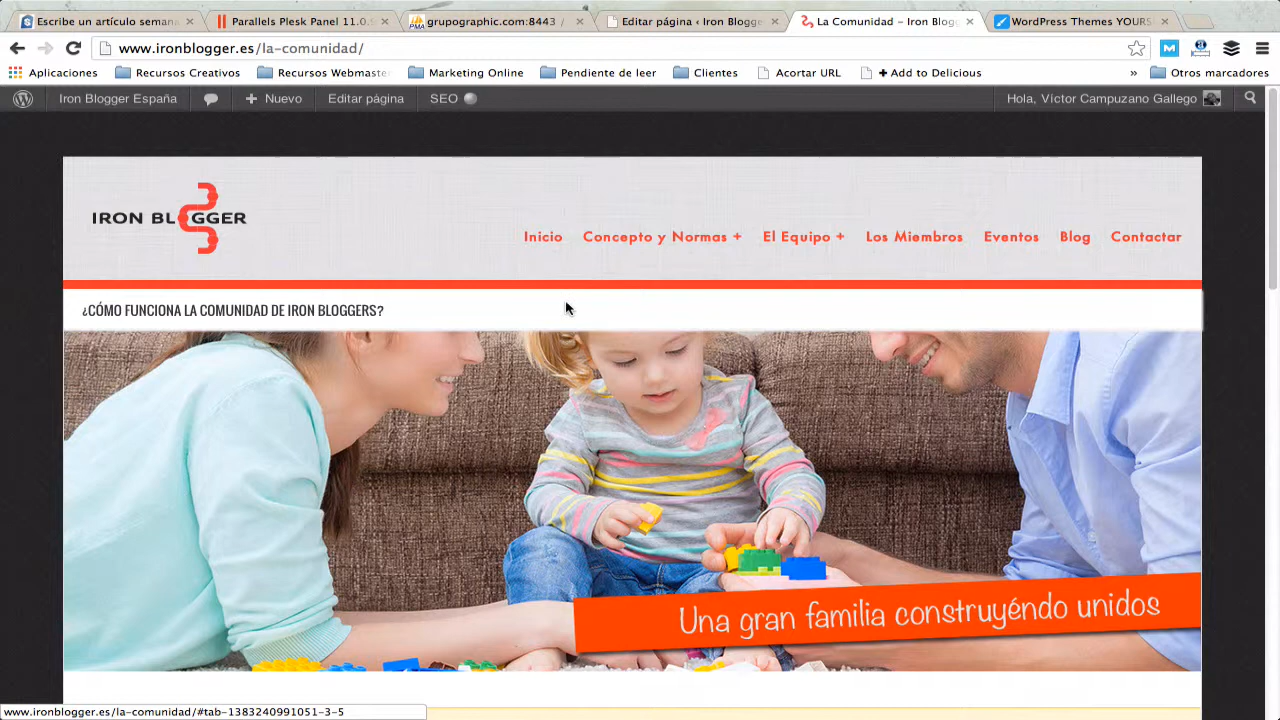 Escribe un artículo semana
Parallels Plesk Panel 11.0.
grupographic.com:8443 /
Editar página ‹ Iron Blogge
La Comunidad – Iron Blog
WordPress Themes YOURS
www.ironblogger.es/la-comunidad/
Aplicaciones
Recursos Creativos
Recursos Webmaste
Marketing Online
Pendiente de leer
Clientes
Acortar URL
+ Add to Delicious
»
Otros marcadores
Iron Blogger España
+ Nuevo
Editar página
SEO
Hola, Víctor Campuzano Gallego
IRON BLOGGER
Inicio
Concepto y Normas +
El Equipo +
Los Miembros
Eventos
Blog
Contactar
¿CÓMO FUNCIONA LA COMUNIDAD DE IRON BLOGGERS?
Una gran familia construyéndo unidos
www.ironblogger.es/la-comunidad/#tab-1383240991051-3-5